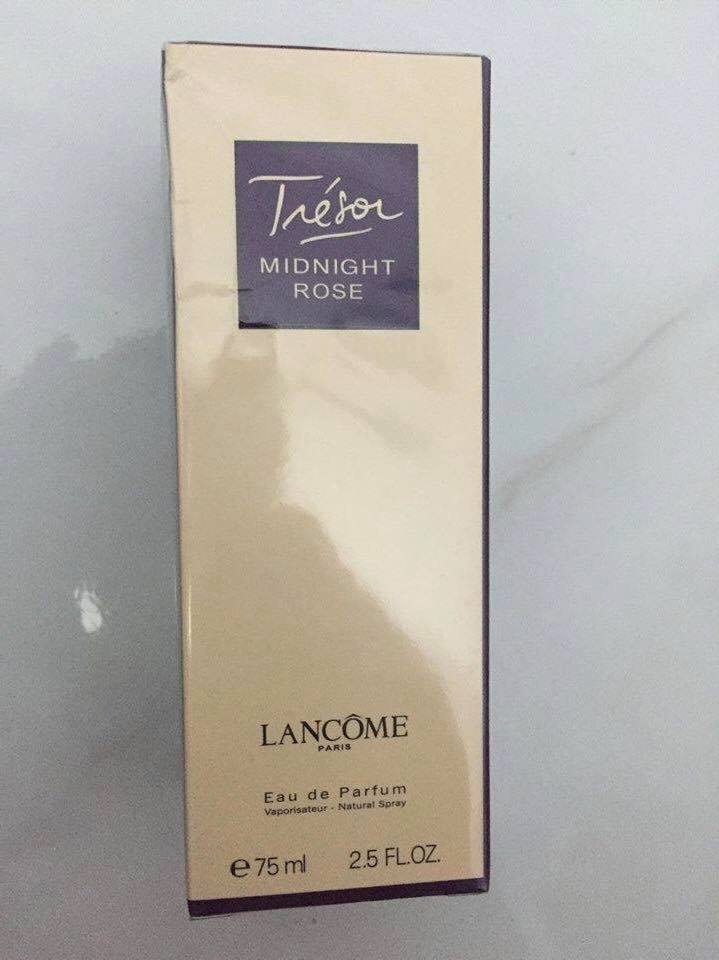 Trésor
MIDNIGHT
ROSE
LANCÔME
PARIS
Eau de Parfum
Vaporisateur - Natural Spray
e 75 ml 2.5 FL.OZ.